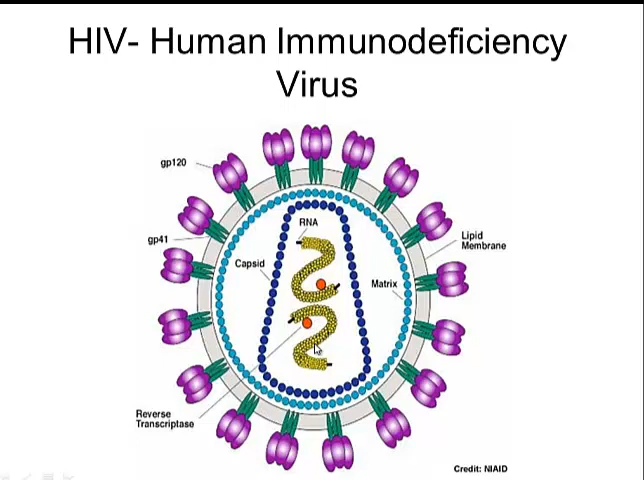 HIV- Human Immunodeficiency
Virus
gp120
RNA
gp41
Lipid
Membrane
Capsid
Matrix
Reverse
Transcriptase
Credit: NIAID